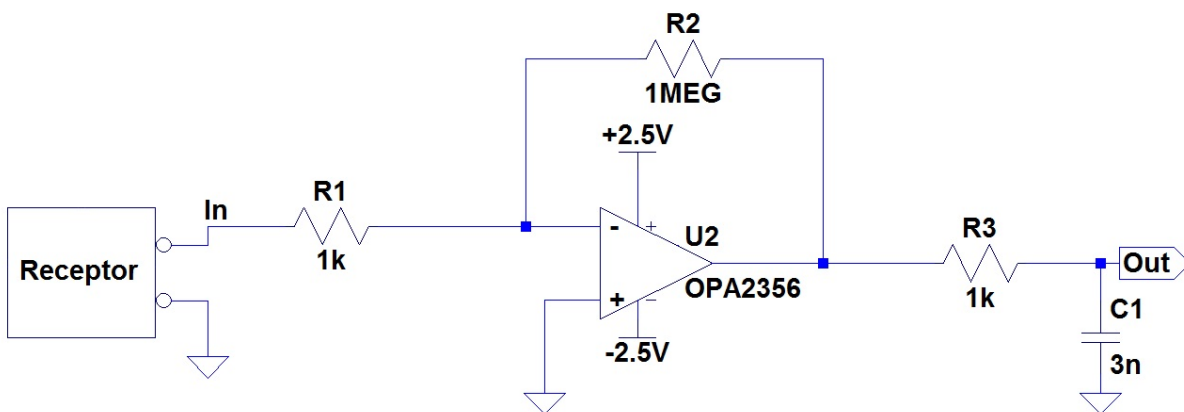 R2
1MEG
+2.5V
In
R1
1k
Receptor
-
+
+
−
U2
OPA2356
-2.5V
R3
1k
Out
C1
3n